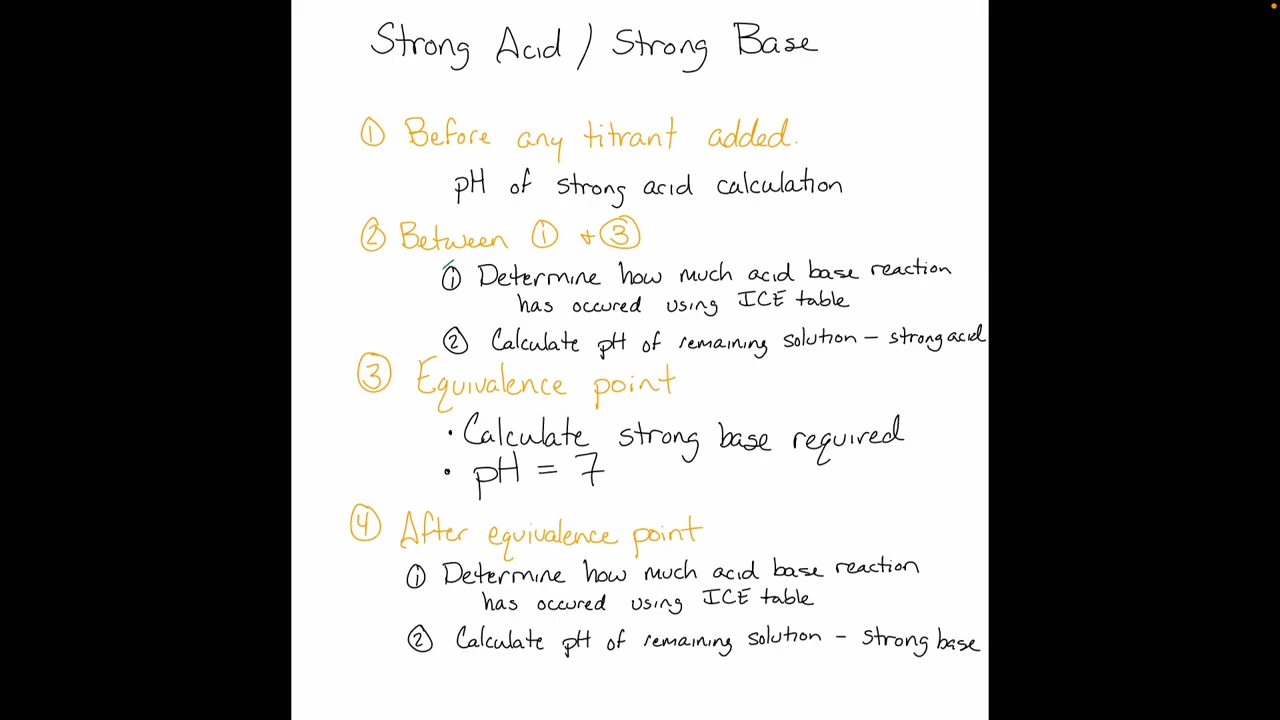 Strong Acid / Strong Base
① Before any titrant added.
pH of strong acid calculation
② Between ① + ③
① Determine how much acid base reaction
has occured using ICE table
② Calculate pH of remaining solution – strong acid
③ Equivalence point
• Calculate strong base required
• pH = 7
④ After equivalence point
① Determine how much acid base reaction
has occured using ICE table
② Calculate pH of remaining solution – strong base